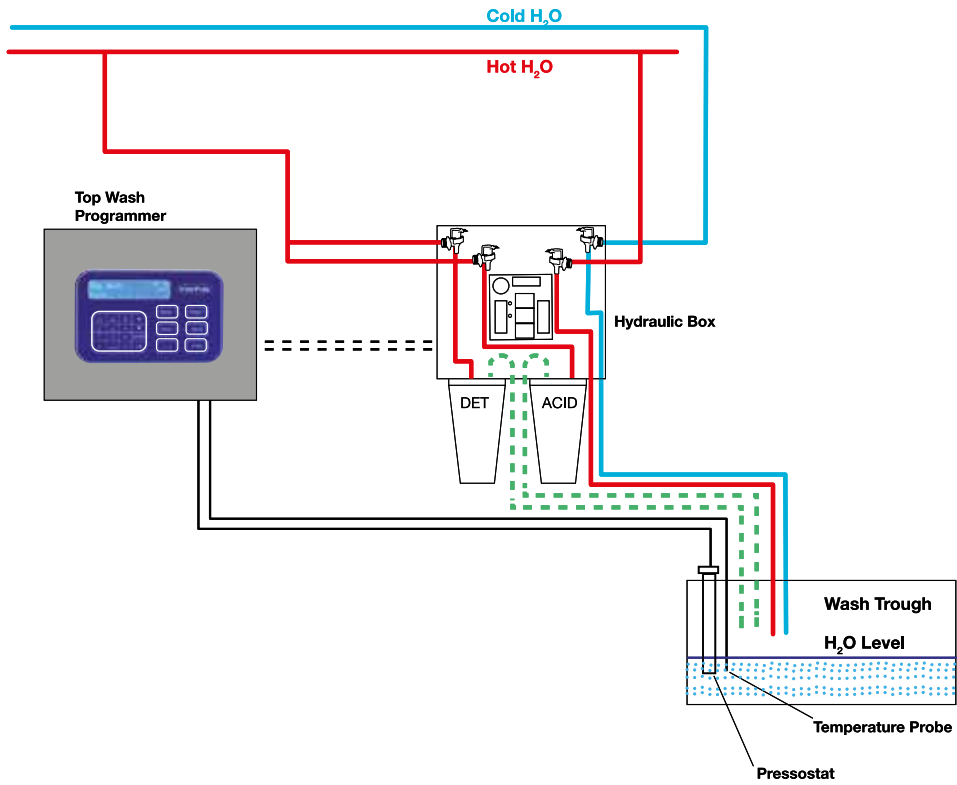 Cold H₂O
Hot H₂O
Top Wash
Programmer
Hydraulic Box
DET
ACID
Wash Trough
H₂O Level
Temperature Probe
Pressostat